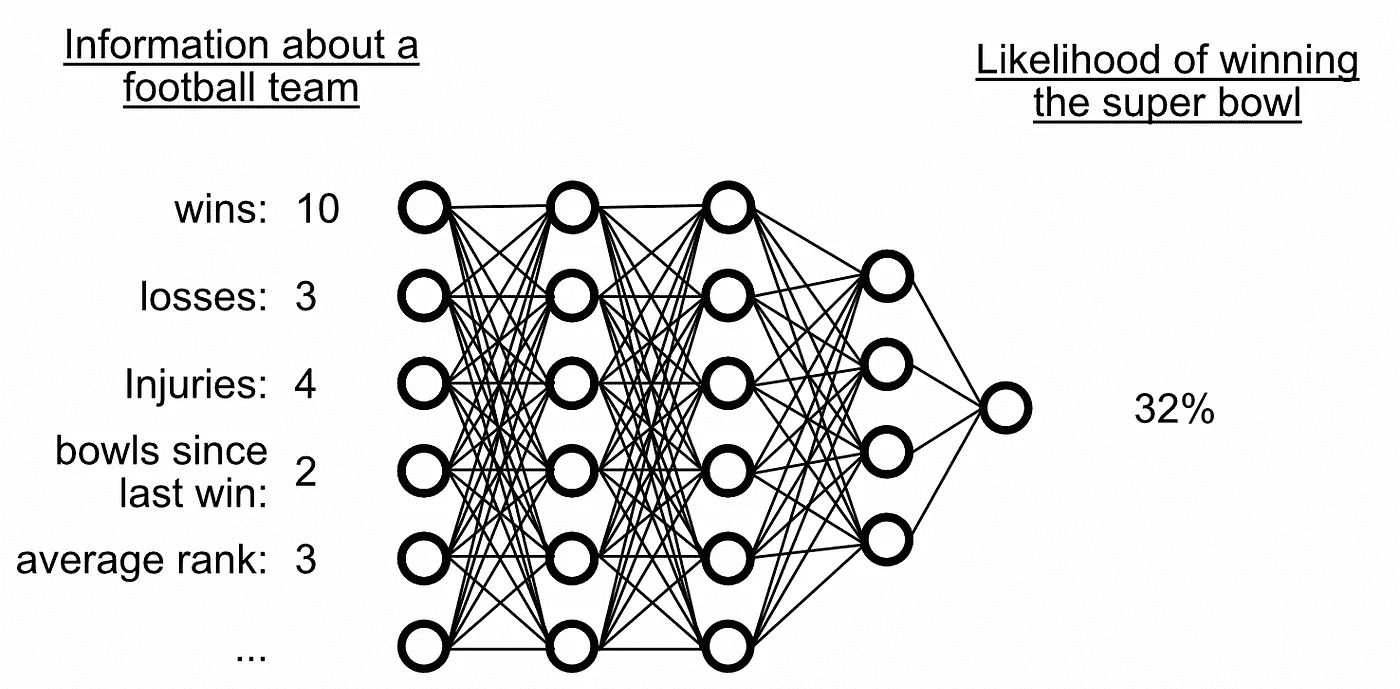 Information about a
football team
Likelihood of winning
the super bowl
wins: 10
losses: 3
Injuries: 4
bowls since
last win: 2
average rank: 3
...
32%